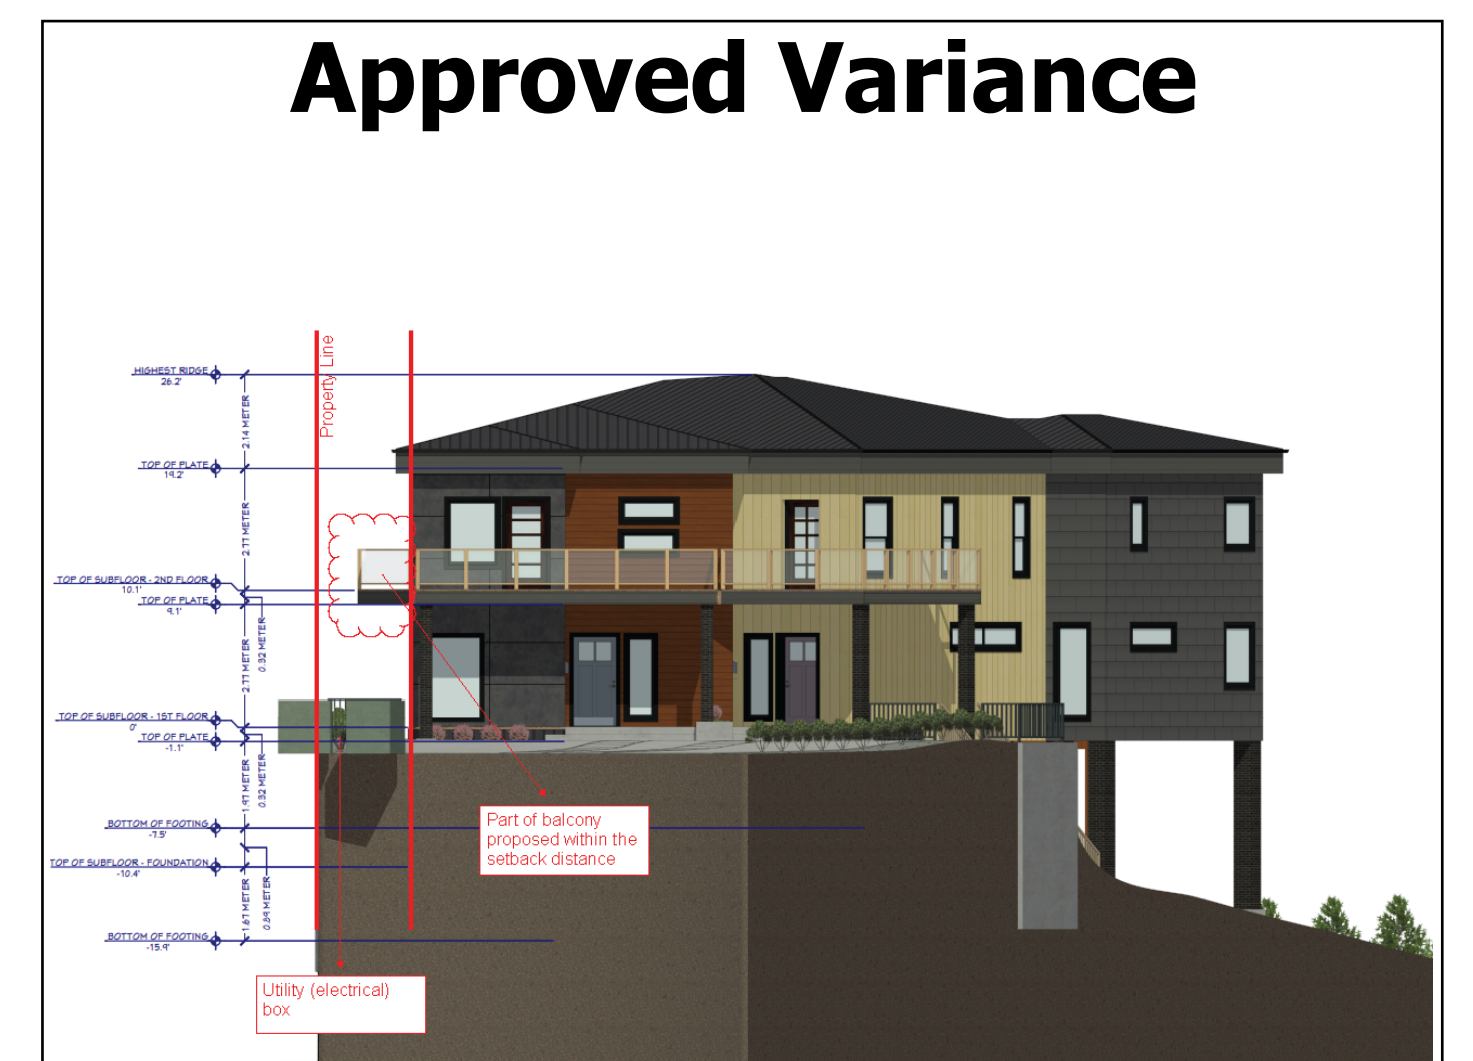 Approved Variance
Property Line
HIGHEST RIDGE
26.2'
2.14 METER
TOP OF PLATE
19.2'
2.77 METER
TOP OF SUBFLOOR - 2ND FLOOR
10.1'
TOP OF PLATE
9.1'
0.32 METER
2.77 METER
TOP OF SUBFLOOR - 1ST FLOOR
0'
TOP OF PLATE
-1.1'
0.32 METER
1.97 METER
Part of balcony
proposed within the
setback distance
BOTTOM OF FOOTING
-7.5'
TOP OF SUBFLOOR - FOUNDATION
-10.4'
0.89 METER
1.67 METER
BOTTOM OF FOOTING
-15.9'
Utility (electrical)
box